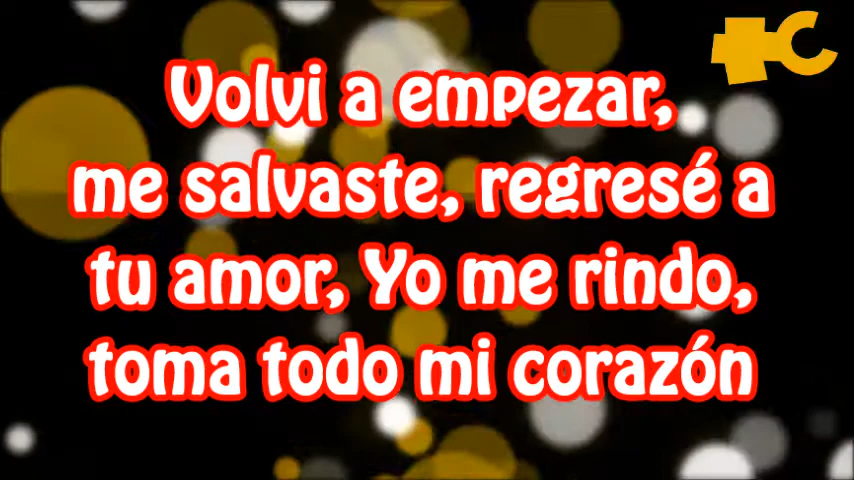 Volvi a empezar,
me salvaste, regresé a
tu amor, Yo me rindo,
toma todo mi corazón